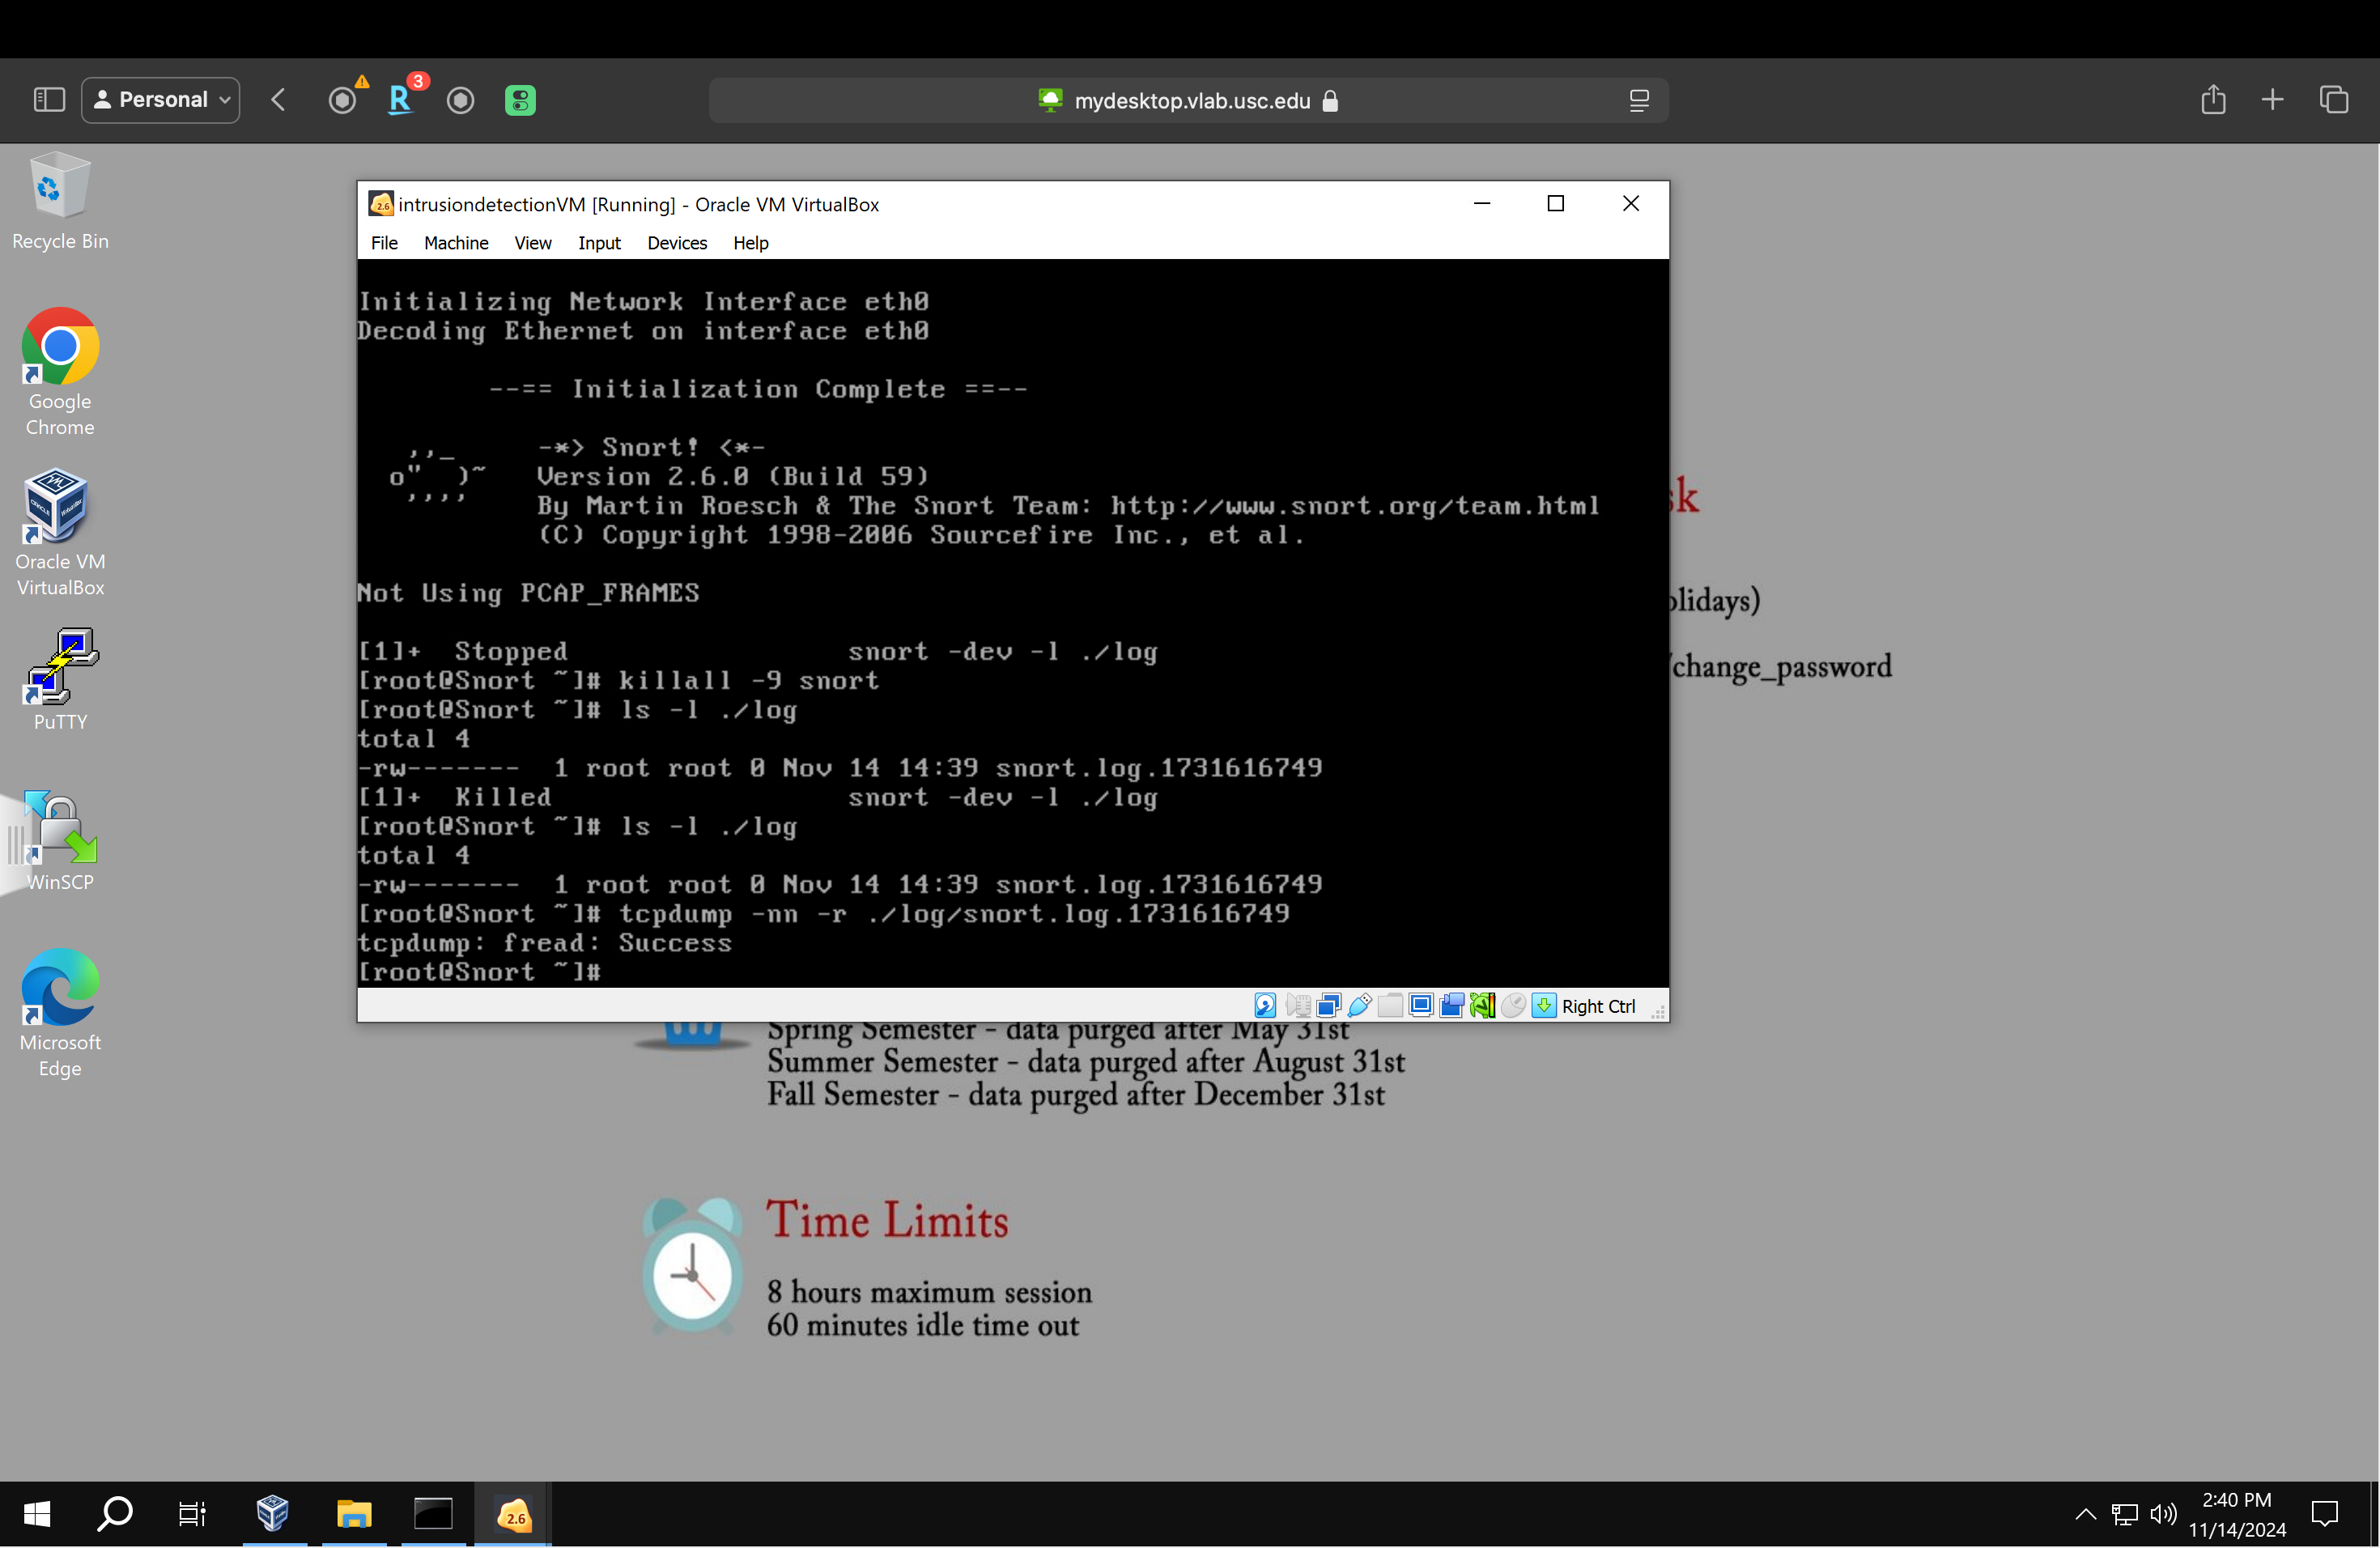 Personal
3
mydesktop.vlab.usc.edu
Recycle Bin
Google
Chrome
Oracle VM
VirtualBox
PuTTY
WinSCP
Microsoft
Edge
2.6
intrusiondetectionVM [Running] - Oracle VM VirtualBox
File Machine View Input Devices Help
Initializing Network Interface eth0
Decoding Ethernet on interface eth0
--== Initialization Complete ==--
,,_ -*> Snort! <*-
o" )~ Version 2.6.0 (Build 59)
'''' By Martin Roesch & The Snort Team: http://www.snort.org/team.html
(C) Copyright 1998-2006 Sourcefire Inc., et al.
Not Using PCAP_FRAMES
[1]+ Stopped snort -dev -l ./log
[root@Snort ~]# killall -9 snort
[root@Snort ~]# ls -l ./log
total 4
-rw------- 1 root root 0 Nov 14 14:39 snort.log.1731616749
[1]+ Killed snort -dev -l ./log
[root@Snort ~]# ls -l ./log
total 4
-rw------- 1 root root 0 Nov 14 14:39 snort.log.1731616749
[root@Snort ~]# tcpdump -nn -r ./log/snort.log.1731616749
tcpdump: fread: Success
[root@Snort ~]#
Right Ctrl
sk
olidays)
/change_password
Spring Semester - data purged after May 31st
Summer Semester - data purged after August 31st
Fall Semester - data purged after December 31st
Time Limits
8 hours maximum session
60 minutes idle time out
2.6
2:40 PM
11/14/2024